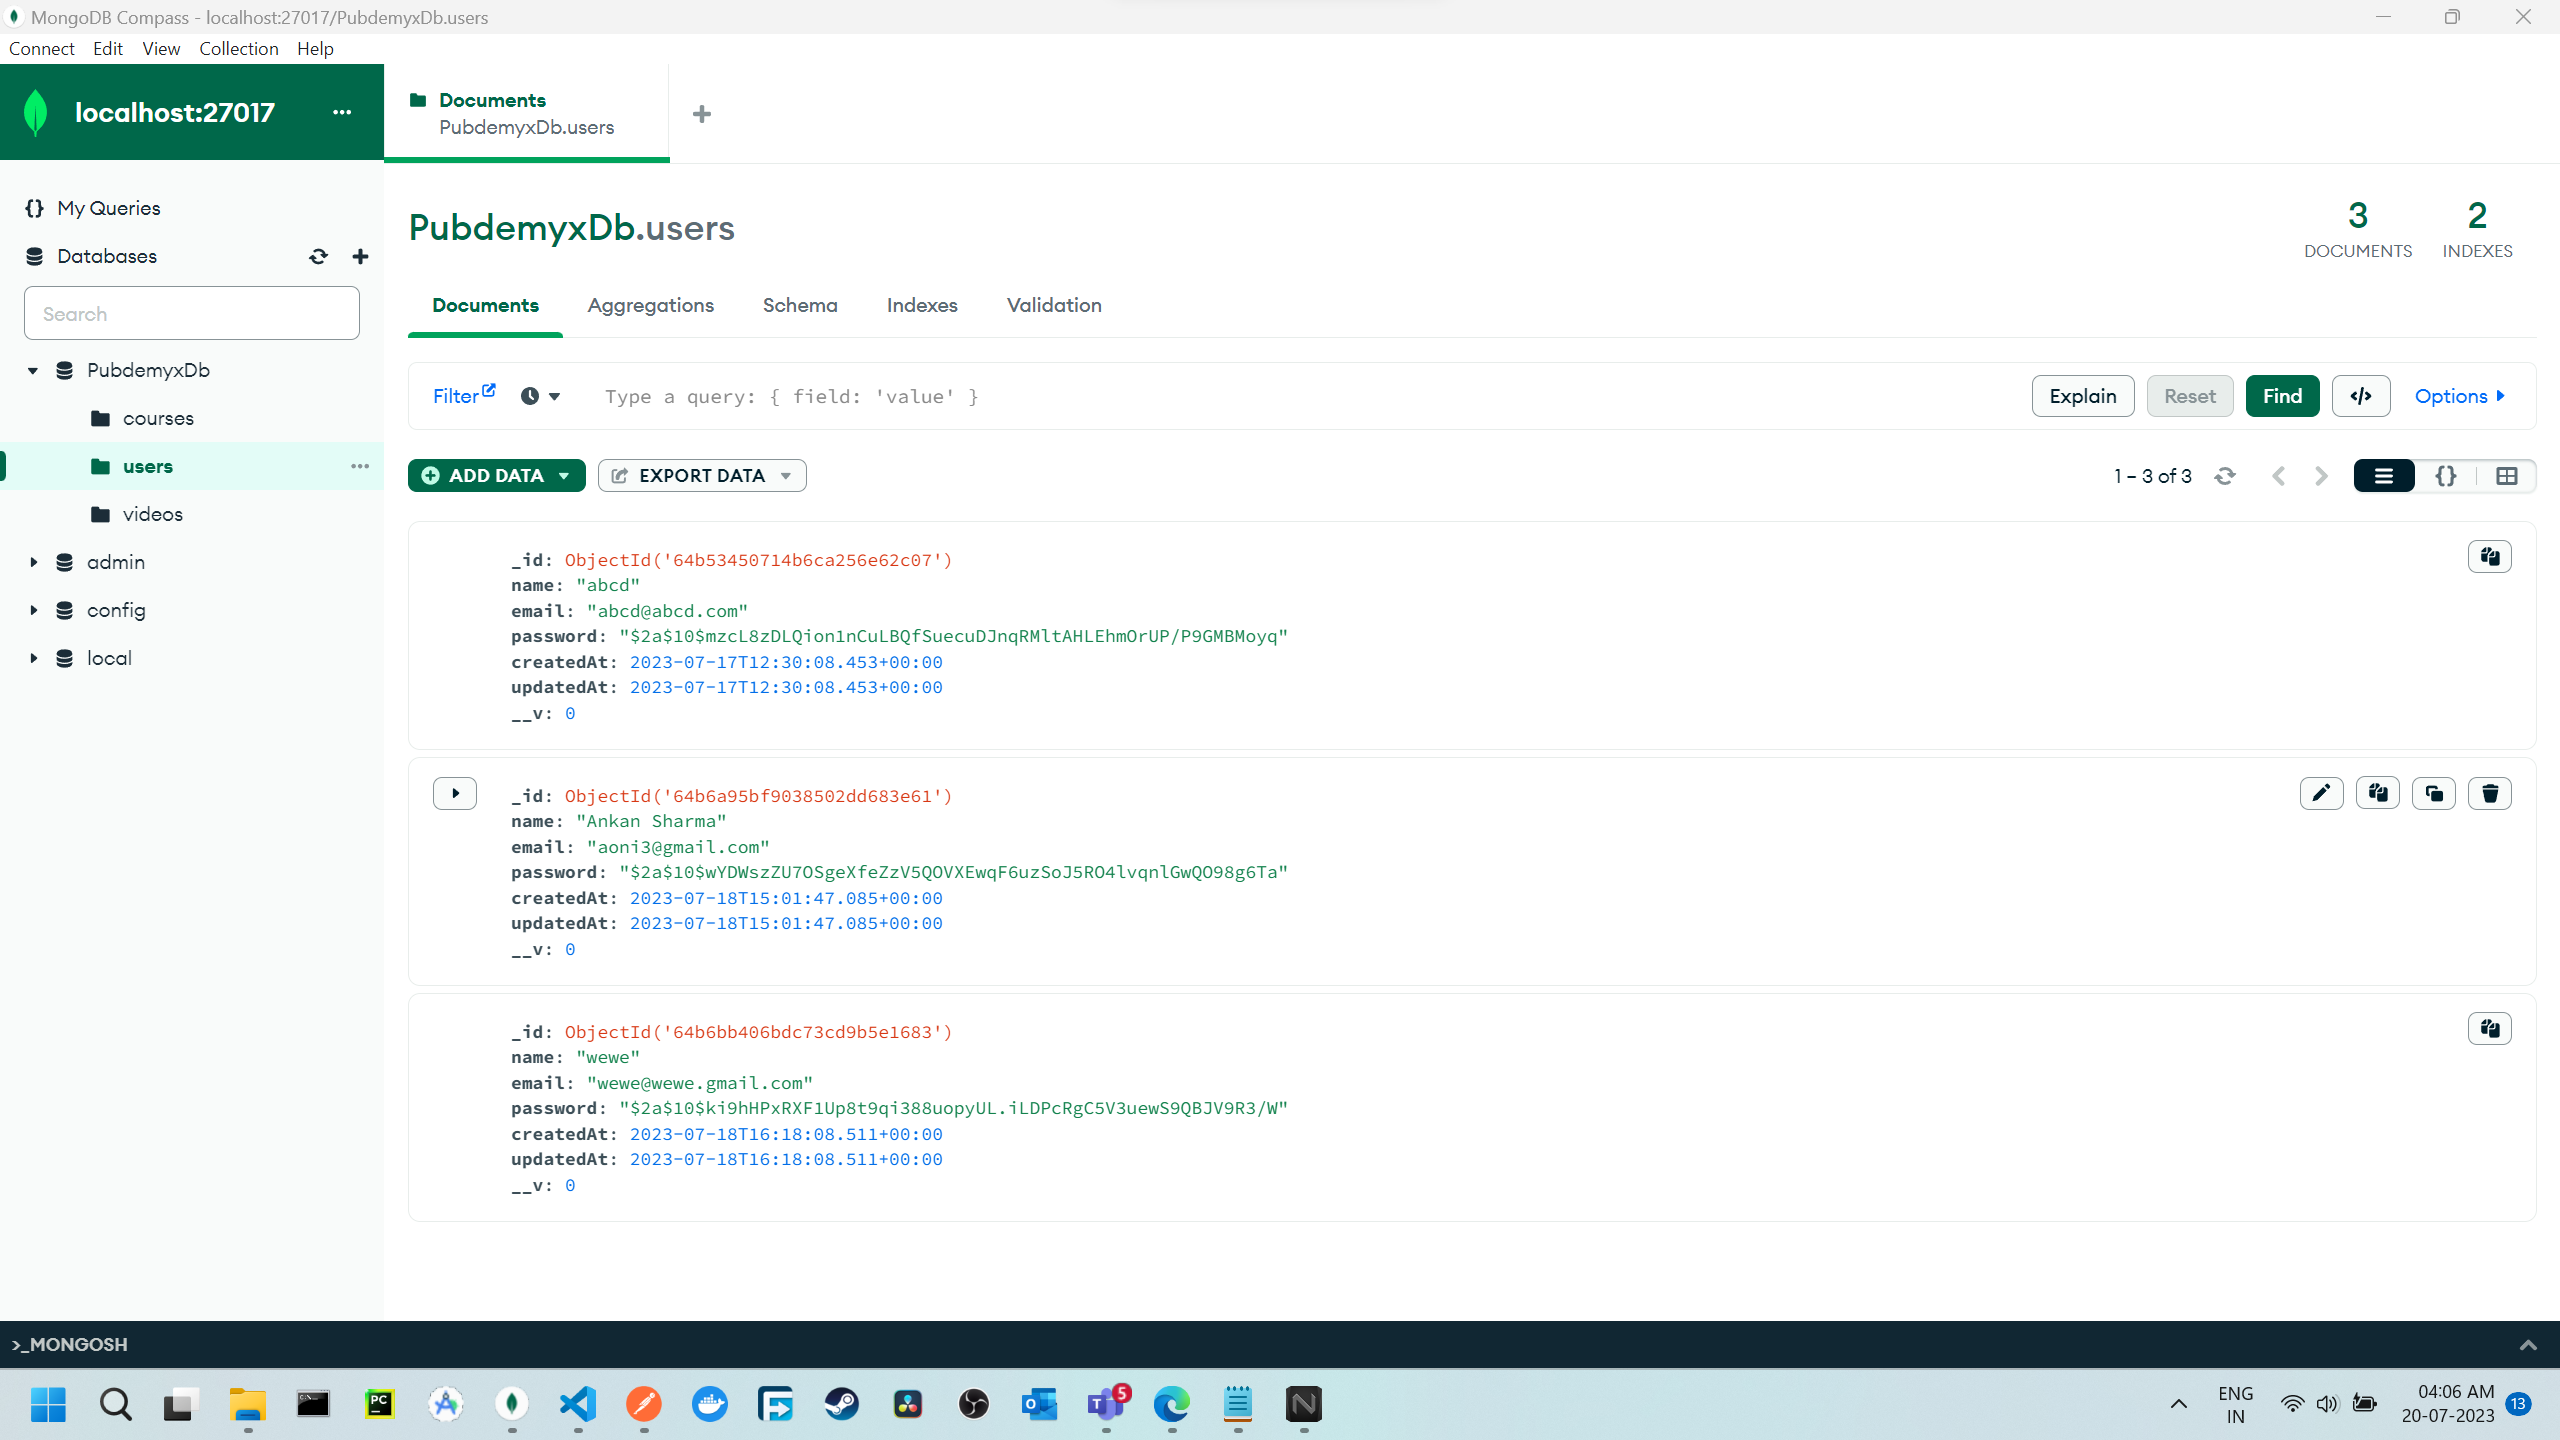 MongoDB Compass - localhost:27017/PubdemyxDb.users
Connect Edit View Collection Help
localhost:27017
Documents
PubdemyxDb.users
{} My Queries
Databases
Search
PubdemyxDb
courses
users
videos
admin
config
local
PubdemyxDb.users
3
DOCUMENTS
2
INDEXES
Documents Aggregations Schema Indexes Validation
Filter Type a query: { field: 'value' } Explain Reset Find </> Options
ADD DATA EXPORT DATA 1 – 3 of 3 {}
_id: ObjectId('64b53450714b6ca256e62c07')
name: "abcd"
email: "abcd@abcd.com"
password: "$2a$10$mzcL8zDLQion1nCuLBQfSuecuDJnqRMltAHLEhmOrUP/P9GMBMoyq"
createdAt: 2023-07-17T12:30:08.453+00:00
updatedAt: 2023-07-17T12:30:08.453+00:00
__v: 0
_id: ObjectId('64b6a95bf9038502dd683e61')
name: "Ankan Sharma"
email: "aoni3@gmail.com"
password: "$2a$10$wYDWszZU7OSgeXfeZzV5QOVXEwqF6uzSoJ5RO4lvqnlGwQO98g6Ta"
createdAt: 2023-07-18T15:01:47.085+00:00
updatedAt: 2023-07-18T15:01:47.085+00:00
__v: 0
_id: ObjectId('64b6bb406bdc73cd9b5e1683')
name: "wewe"
email: "wewe@wewe.gmail.com"
password: "$2a$10$ki9hHPxRXF1Up8t9qi388uopyUL.iLDPcRgC5V3uewS9QBJV9R3/W"
createdAt: 2023-07-18T16:18:08.511+00:00
updatedAt: 2023-07-18T16:18:08.511+00:00
__v: 0
>_MONGOSH
PC
5
ENG
IN
04:06 AM
20-07-2023
13